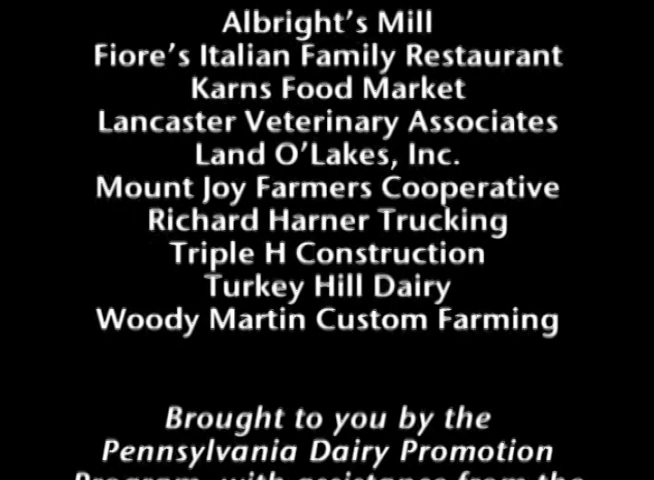 Albright's Mill
Fiore's Italian Family Restaurant
Karns Food Market
Lancaster Veterinary Associates
Land O'Lakes, Inc.
Mount Joy Farmers Cooperative
Richard Harner Trucking
Triple H Construction
Turkey Hill Dairy
Woody Martin Custom Farming
Brought to you by the
Pennsylvania Dairy Promotion
Program, with assistance from the